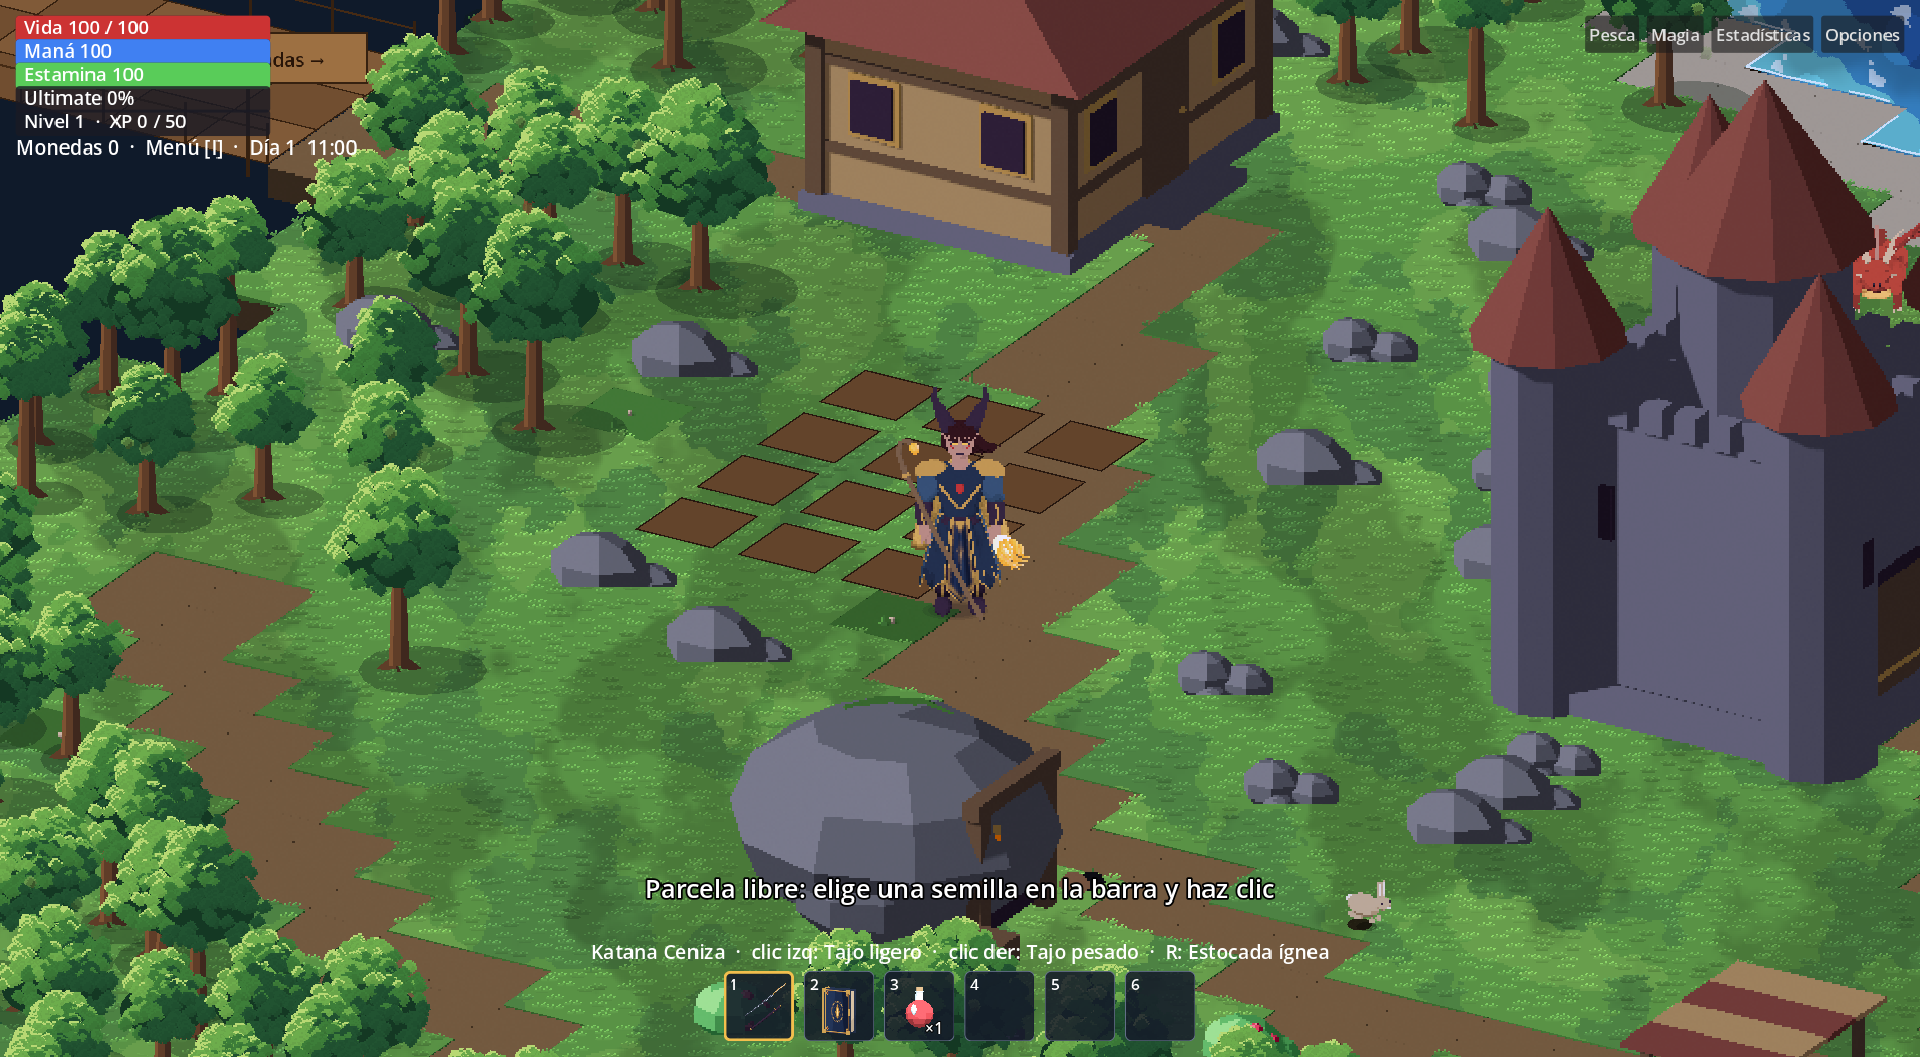 Vida 100 / 100
Maná 100
Estamina 100
Ultimate 0%
Nivel 1 · XP 0 / 50
Monedas 0 · Menú [I] · Día 1 11:00
→
Pesca
Magia
Estadísticas
Opciones
Parcela libre: elige una semilla en la barra y haz clic
Katana Ceniza · clic izq: Tajo ligero · clic der: Tajo pesado · R: Estocada ígnea
1
2
3
×1
4
5
6